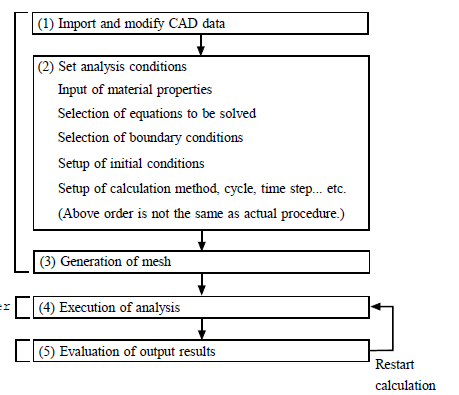 (1) Import and modify CAD data
(2) Set analysis conditions
Input of material properties
Selection of equations to be solved
Selection of boundary conditions
Setup of initial conditions
Setup of calculation method, cycle, time step... etc.
(Above order is not the same as actual procedure.)
(3) Generation of mesh
(4) Execution of analysis
(5) Evaluation of output results
Restart
calculation